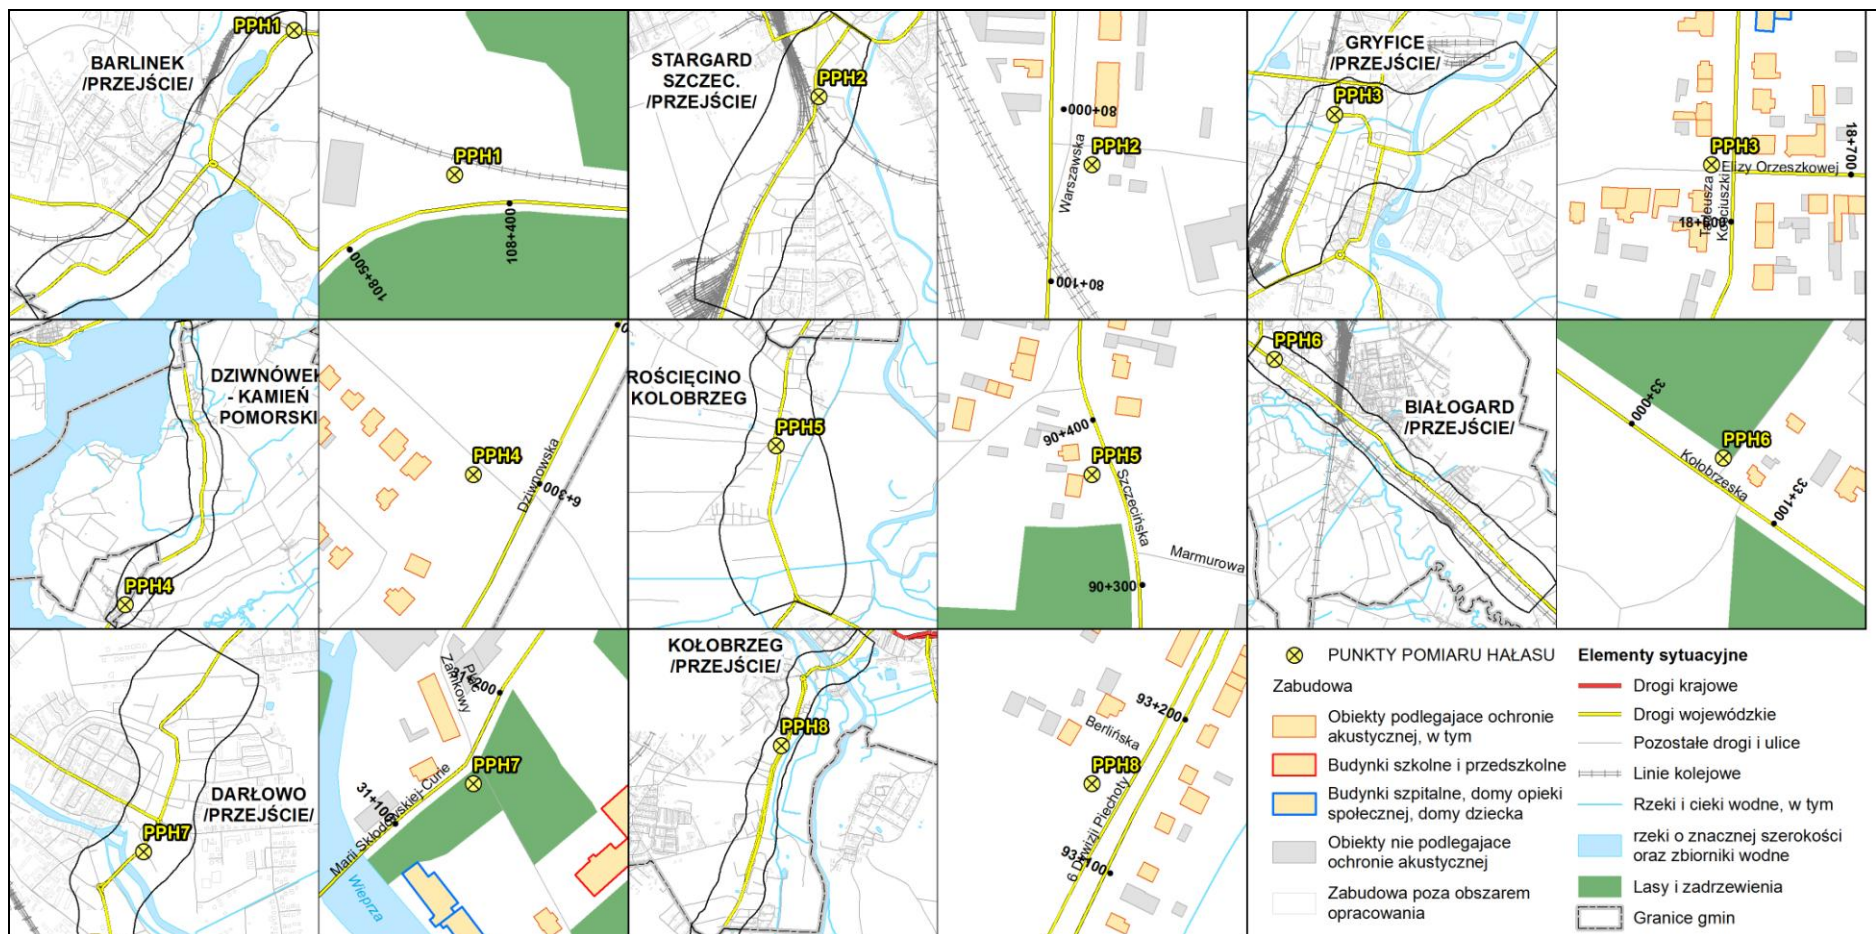 PPH1
BARLINEK
/PRZEJŚCIE/
PPH1
108+400
108+500
STARGARD
SZCZEC.
/PRZEJŚCIE/
PPH2
80+000
PPH2
Warszawska
80+100
GRYFICE
/PRZEJŚCIE/
PPH3
PPH3
Elizy Orzeszkowej
18+700
Tadeusza
Kościuszki
DZIWNÓWEK
- KAMIEŃ
POMORSKI
PPH4
PPH4
Dziwnowska
6+300
ROŚCIĘCINO
KOLOBRZEG
PPH5
90+400
PPH5
Szczecińska
Marmurowa
90+300
PPH6
BIAŁOGARD
/PRZEJŚCIE/
33+000
PPH6
Kołobrzeska
33+100
DARŁOWO
/PRZEJŚCIE/
PPH7
Zamkowy
31+200
PPH7
31+100
Marii Skłodowskiej-Curie
Wieprza
KOŁOBRZEG
/PRZEJŚCIE/
PPH8
93+200
Berlińska
PPH8
6 Dywizji Piechoty
93+100
PUNKTY POMIARU HAŁASU
Zabudowa
Obiekty podlegajace ochronie
akustycznej, w tym
Budynki szkolne i przedszkolne
Budynki szpitalne, domy opieki
społecznej, domy dziecka
Obiekty nie podlegajace
ochronie akustycznej
Zabudowa poza obszarem
opracowania
Elementy sytuacyjne
Drogi krajowe
Drogi wojewódzkie
Pozostałe drogi i ulice
Linie kolejowe
Rzeki i cieki wodne, w tym
rzeki o znacznej szerokości
oraz zbiorniki wodne
Lasy i zadrzewienia
Granice gmin